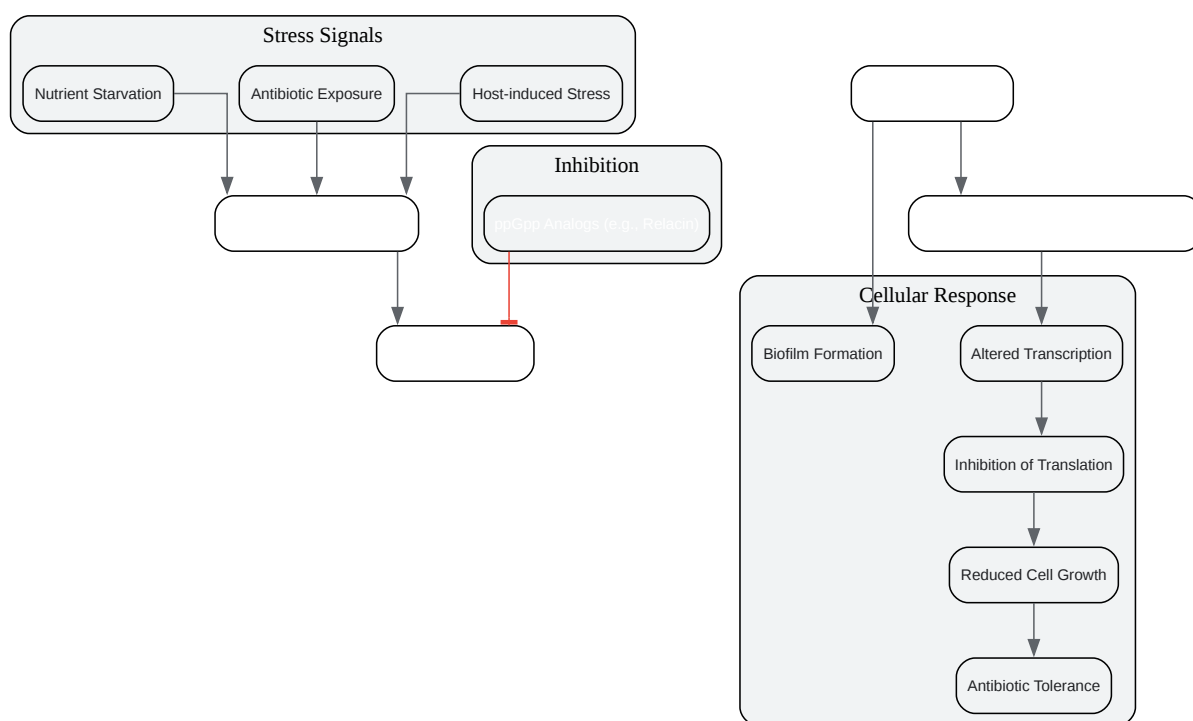 Stress Signals
Nutrient Starvation
Antibiotic Exposure
Host-induced Stress
Inhibition
ppGpp Analogs (e.g., Relacin)
Cellular Response
Biofilm Formation
Altered Transcription
Inhibition of Translation
Reduced Cell Growth
Antibiotic Tolerance